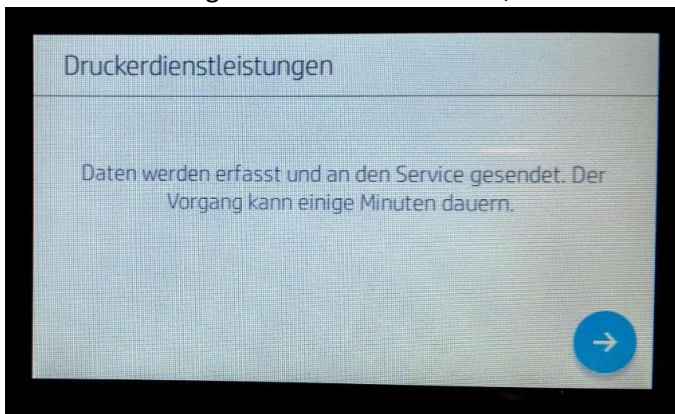 Druckerdienstleistungen
Daten werden erfasst und an den Service gesendet. Der
Vorgang kann einige Minuten dauern.